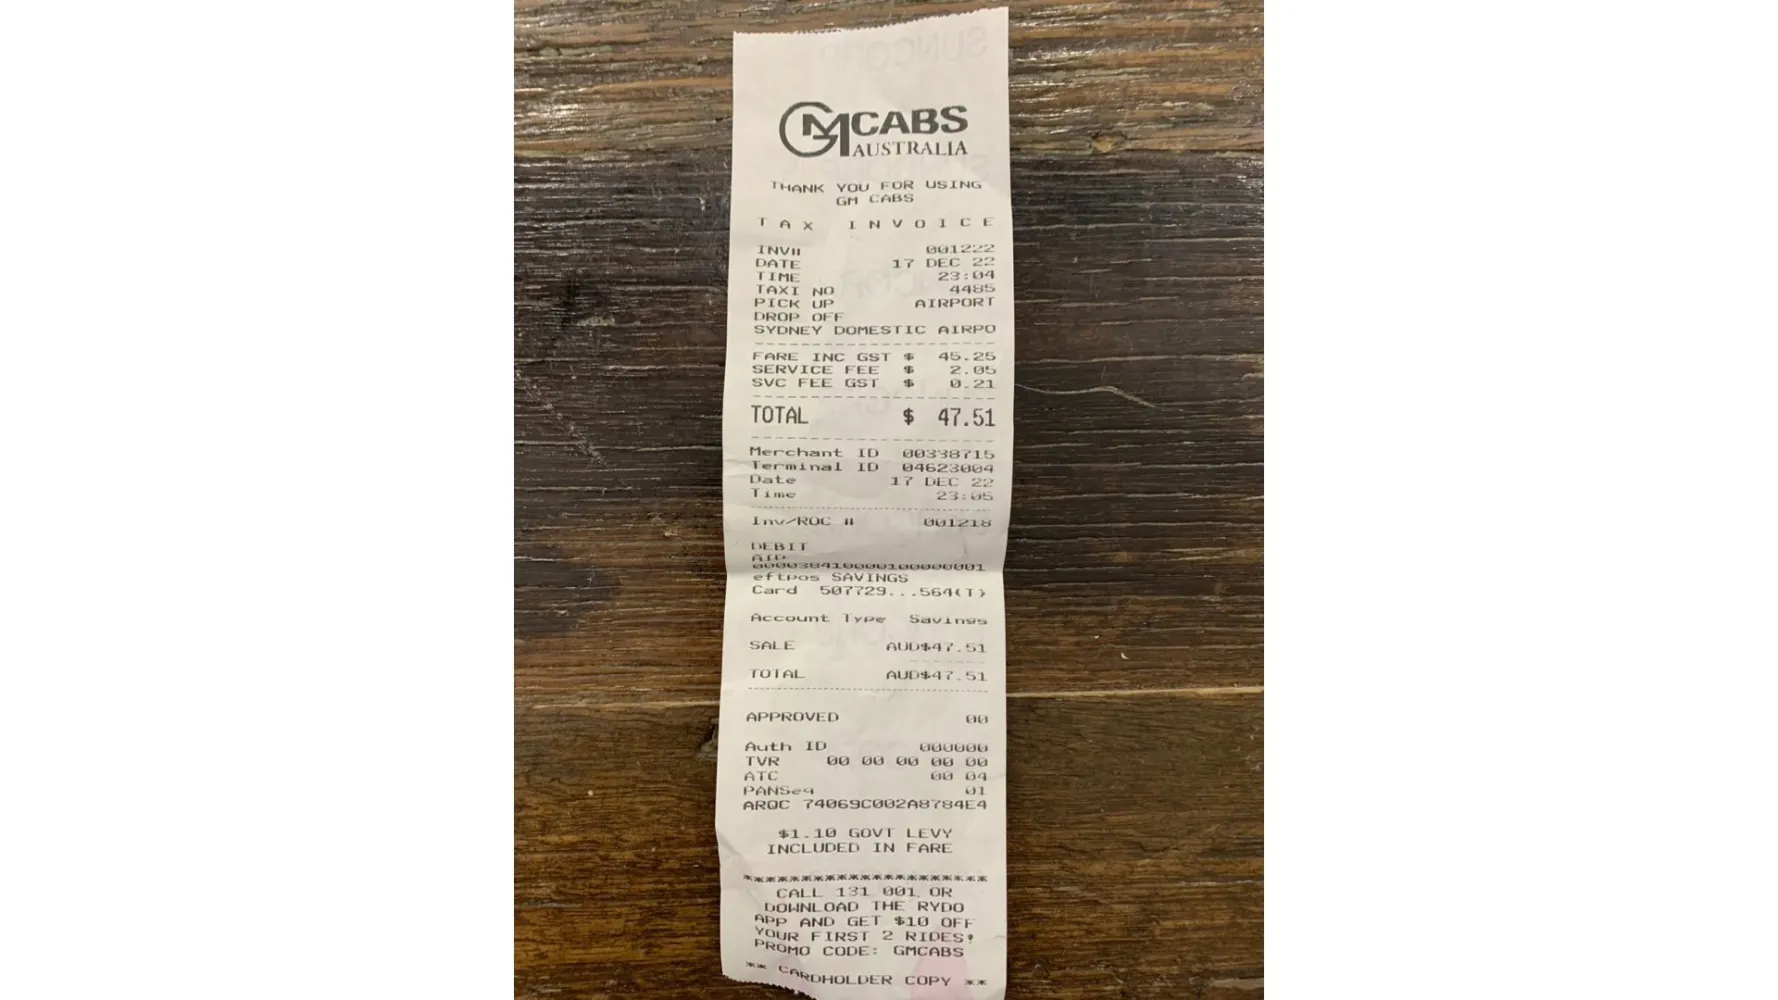 GM CABS
AUSTRALIA
THANK YOU FOR USING
GM CABS
TAX INVOICE
INV# 001222
DATE 17 DEC 22
TIME 23:04
TAXI NO 4485
PICK UP AIRPORT
DROP OFF
SYDNEY DOMESTIC AIRPO
FARE INC GST $ 45.25
SERVICE FEE $ 2.05
SVC FEE GST $ 0.21
TOTAL $ 47.51
Merchant ID 00338715
Terminal ID 04623004
Date 17 DEC 22
Time 23:05
Inv/ROC # 001218
DEBIT
AID
eftpos SAVINGS
Card 507729...564(T)
Account Type Savings
SALE AUD$47.51
TOTAL AUD$47.51
APPROVED 00
Auth ID 000000
TVR 00 00 00 00 00
ATC 00 04
PANSeq 01
ARQC 74069C002A8784E4
$1.10 GOVT LEVY
INCLUDED IN FARE
*********************
CALL 131 001 OR
DOWNLOAD THE RYDO
APP AND GET $10 OFF
YOUR FIRST 2 RIDES!
PROMO CODE: GMCABS
** CARDHOLDER COPY **